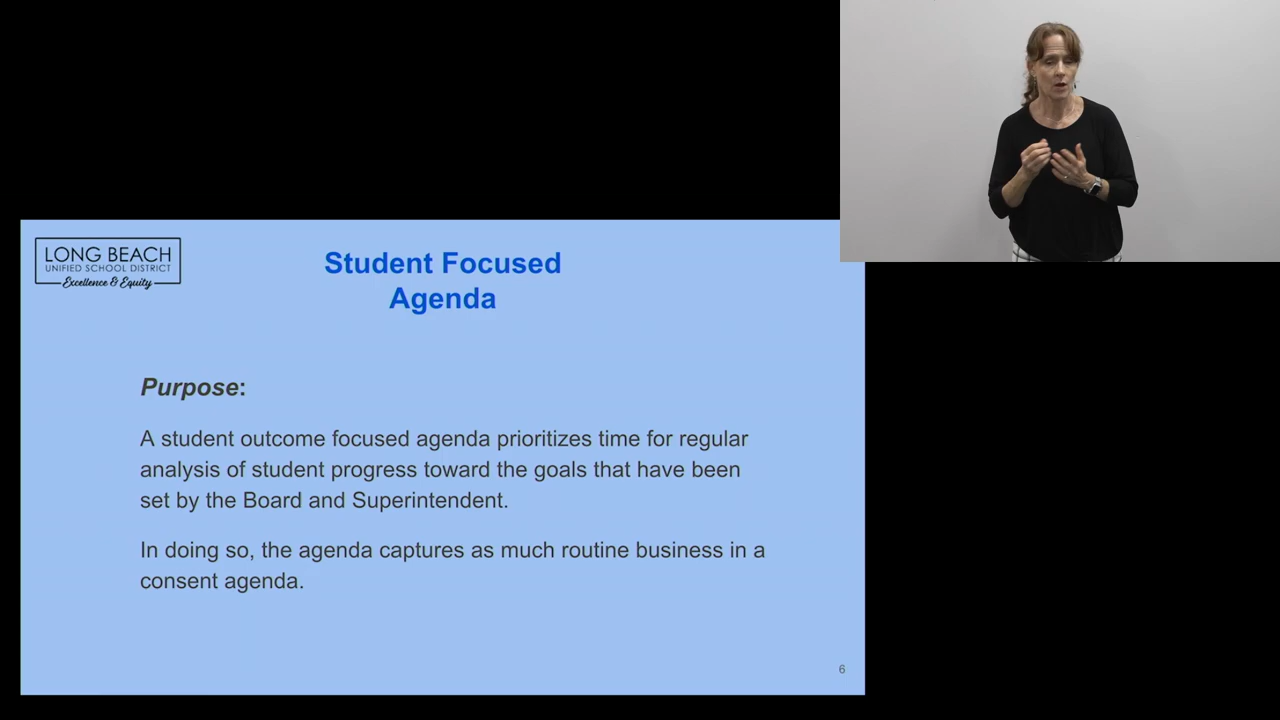 LONG BEACH
UNIFIED SCHOOL DISTRICT
Excellence & Equity
Student Focused
Agenda
Purpose:
A student outcome focused agenda prioritizes time for regular
analysis of student progress toward the goals that have been
set by the Board and Superintendent.
In doing so, the agenda captures as much routine business in a
consent agenda.
6